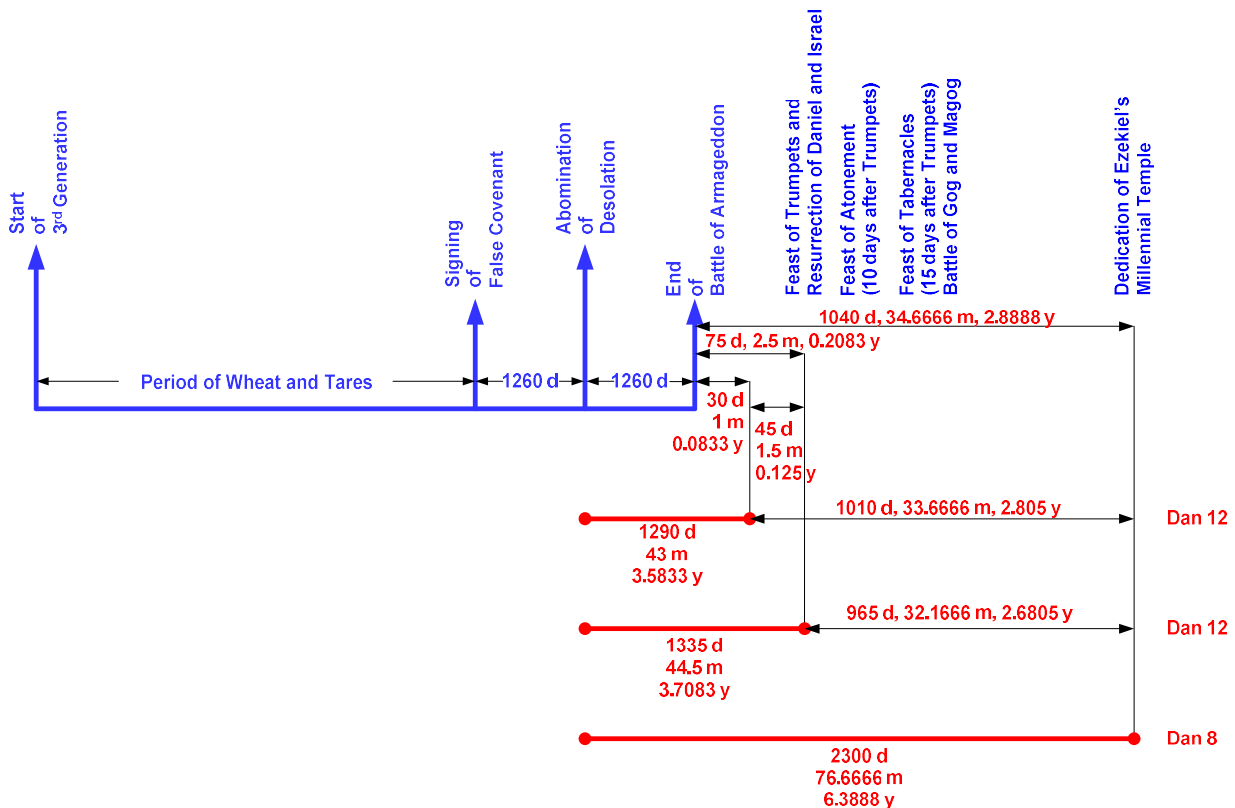 Start
of
3rd Generation
Signing
of
False Covenant
Abomination
of
Desolation
End
of
Battle of Armageddon
Feast of Trumpets and
Resurrection of Daniel and Israel
Feast of Atonement
(10 days after Trumpets)
Feast of Tabernacles
(15 days after Trumpets)
Battle of Gog and Magog
Dedication of Ezekiel's
Millennial Temple
1040 d, 34.6666 m, 2.8888 y
75 d, 2.5 m, 0.2083 y
Period of Wheat and Tares
1260 d
1260 d
30 d
1 m
0.0833 y
45 d
1.5 m
0.125 y
1010 d, 33.6666 m, 2.805 y
Dan 12
1290 d
43 m
3.5833 y
965 d, 32.1666 m, 2.6805 y
Dan 12
1335 d
44.5 m
3.7083 y
Dan 8
2300 d
76.6666 m
6.3888 y